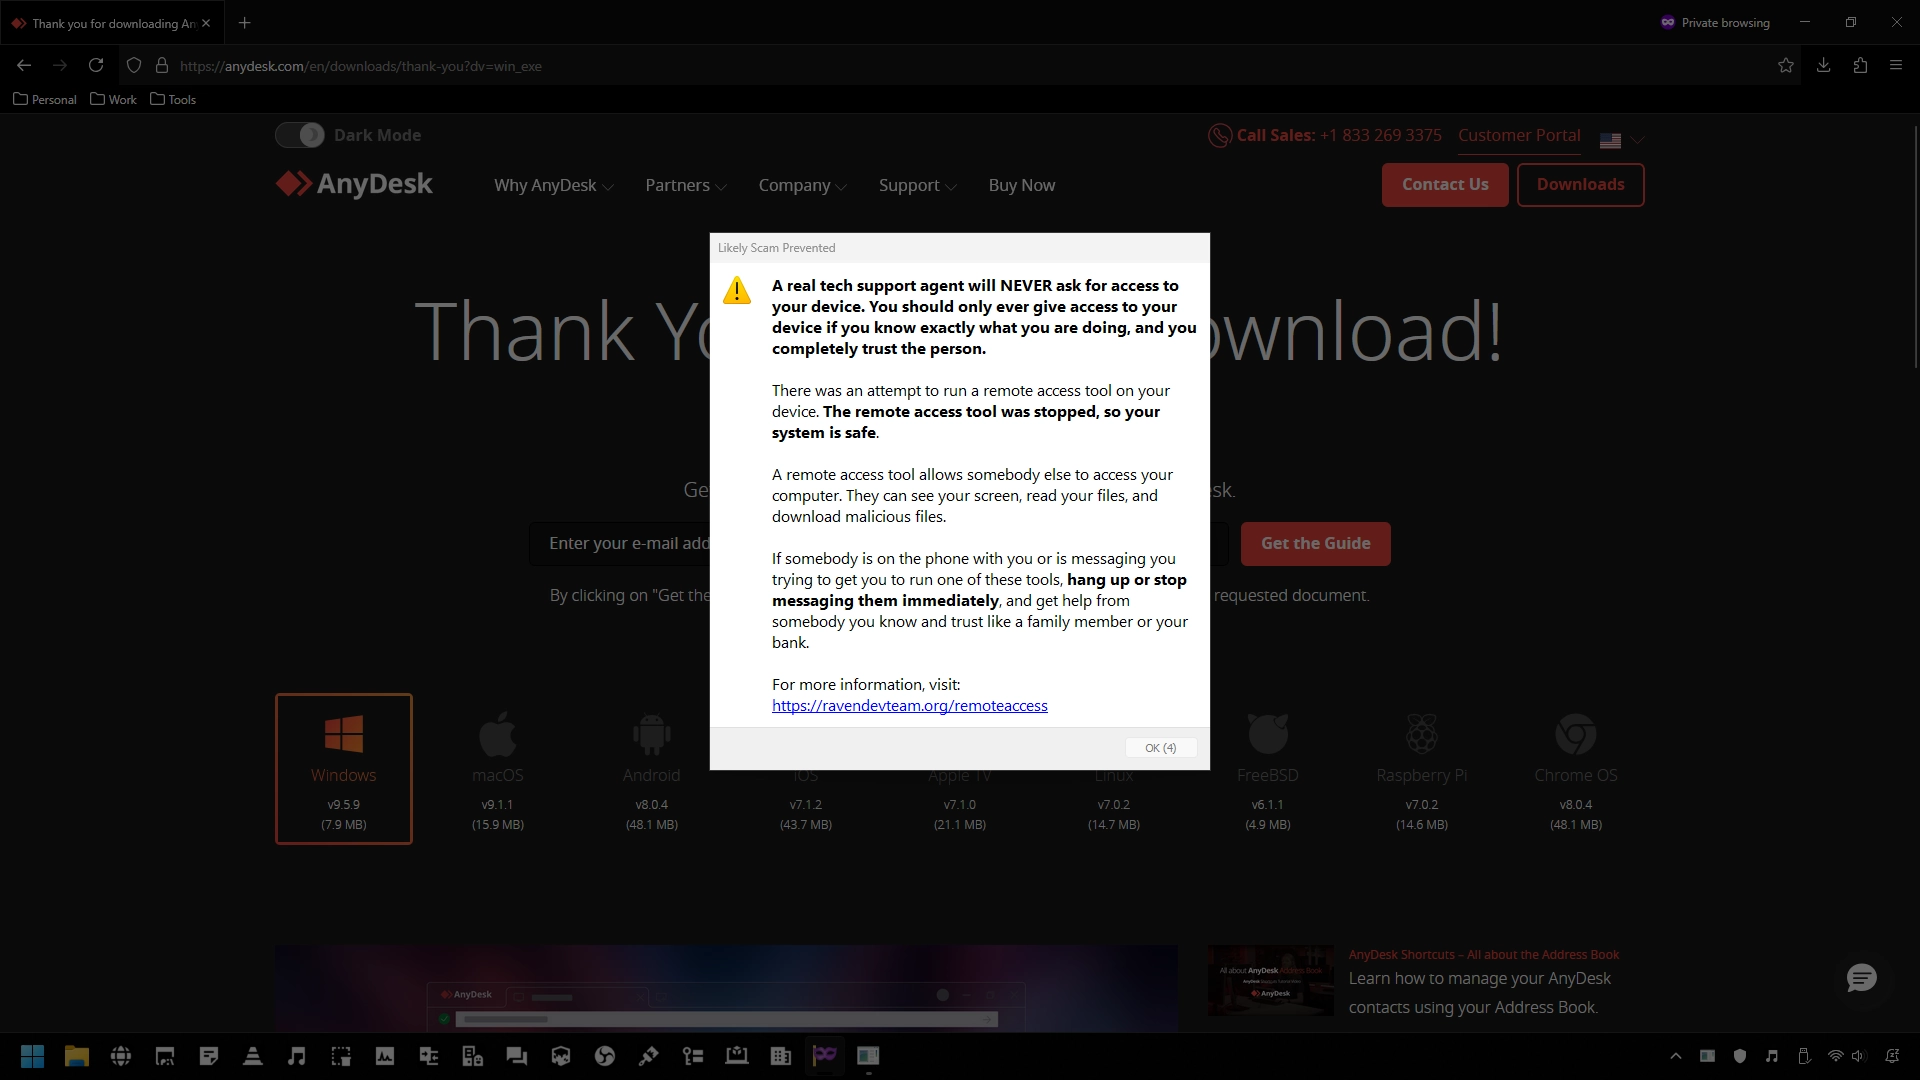 Thank you for downloading An
Private browsing
https://anydesk.com/en/downloads/thank-you?dv=win_exe
Personal Work Tools
Dark Mode
Call Sales: +1 833 269 3375 Customer Portal
AnyDesk
Why AnyDesk Partners Company Support Buy Now
Contact Us Downloads
Likely Scam Prevented
A real tech support agent will NEVER ask for access to
your device. You should only ever give access to your
device if you know exactly what you are doing, and you
completely trust the person.
Thank Yo
wnload!
There was an attempt to run a remote access tool on your
device. The remote access tool was stopped, so your
system is safe.
A remote access tool allows somebody else to access your
computer. They can see your screen, read your files, and
download malicious files.
Ge
sk.
Enter your e-mail add
Get the Guide
If somebody is on the phone with you or is messaging you
trying to get you to run one of these tools, hang up or stop
messaging them immediately, and get help from
somebody you know and trust like a family member or your
bank.
By clicking on "Get the
requested document.
For more information, visit:
https://ravendevteam.org/remoteaccess
OK (4)
Windows macOS Android iOS Apple TV Linux FreeBSD Raspberry Pi Chrome OS
v9.5.9 v9.1.1 v8.0.4 v7.1.2 v7.1.0 v7.0.2 v6.1.1 v7.0.2 v8.0.4
(7.9 MB) (15.9 MB) (48.1 MB) (43.7 MB) (21.1 MB) (14.7 MB) (4.9 MB) (14.6 MB) (48.1 MB)
AnyDesk
All about AnyDesk Address Book
AnyDesk
AnyDesk Shortcuts – All about the Address Book
Learn how to manage your AnyDesk
contacts using your Address Book.